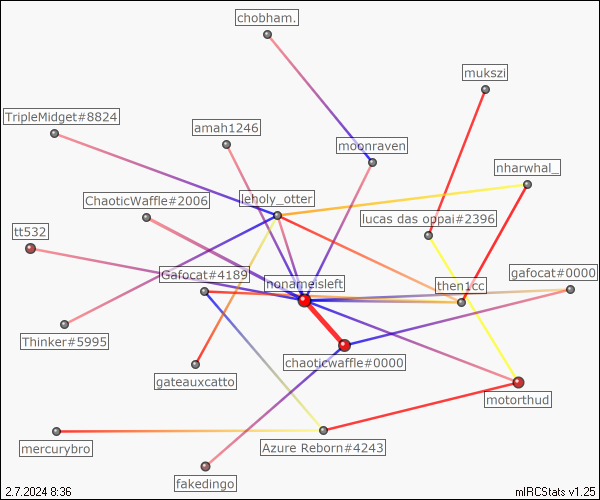 chobham.
mukszi
TripleMidget#8824
amah1246
moonraven
nharwhal_
ChaoticWaffle#2006
leholy_otter
lucas das oppai#2396
tt532
Gafocat#4189
nonameisleft
then1cc
gafocat#0000
Thinker#5995
chaoticwaffle#0000
gateauxcatto
motorthud
mercurybro
Azure Reborn#4243
fakedingo
2.7.2024 8:36
mIRCStats v1.25